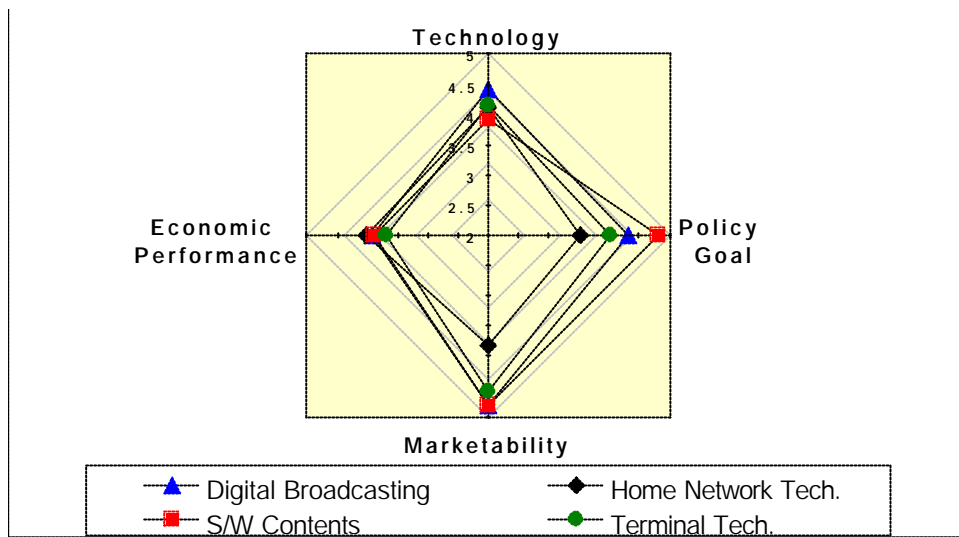 Technology
5
4.5
4
3.5
3
2.5
2
Economic
Performance
Policy
Goal
Marketability
Digital Broadcasting
Home Network Tech.
S/W Contents
Terminal Tech.